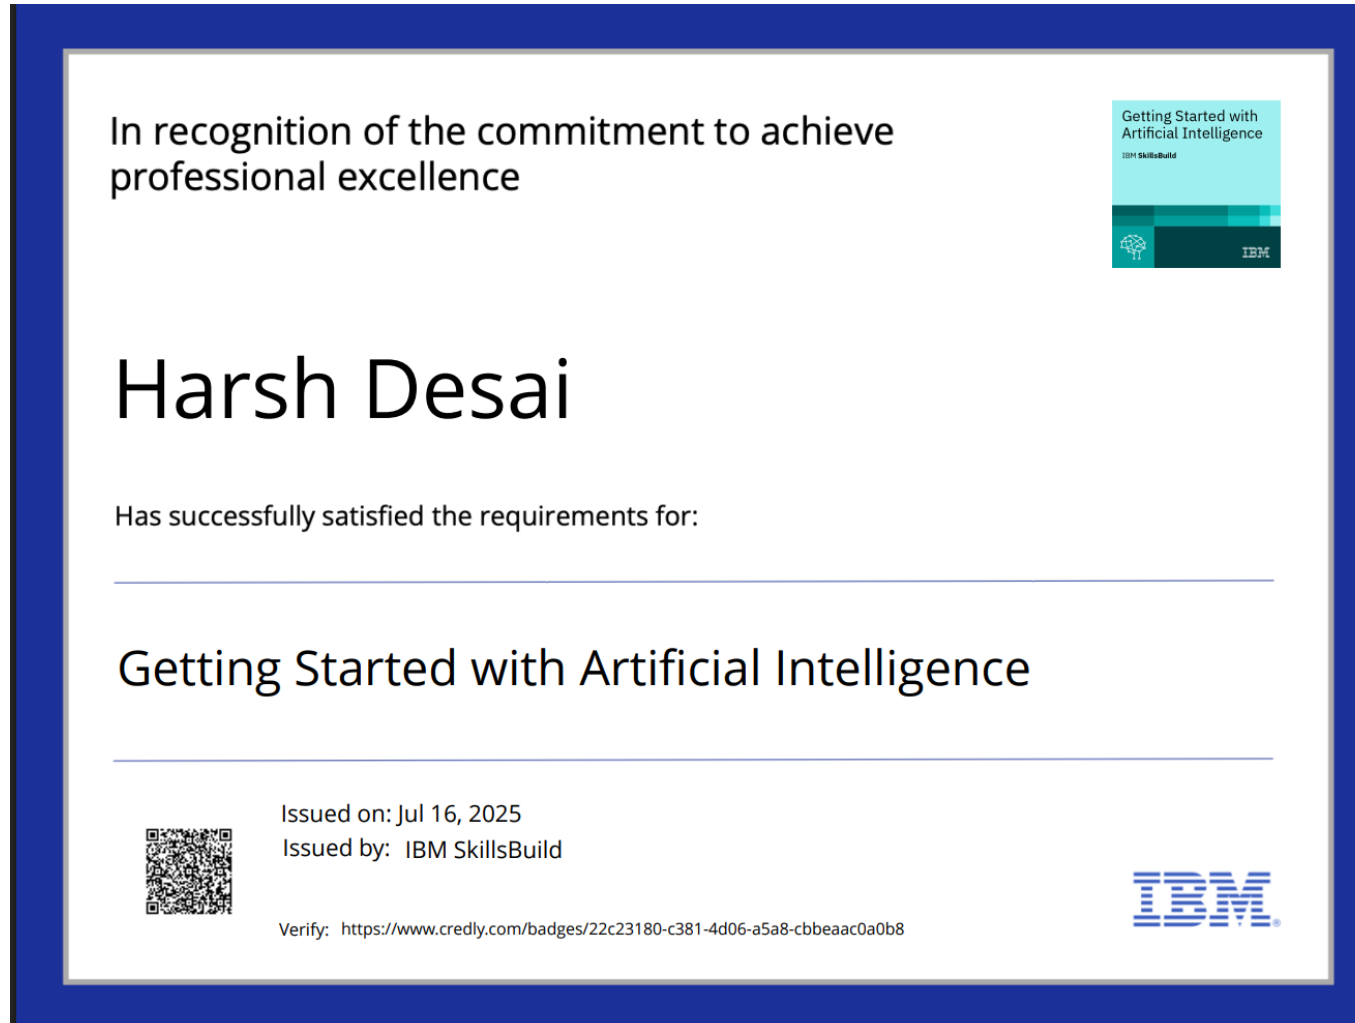 In recognition of the commitment to achieve
professional excellence
Getting Started with
Artificial Intelligence
IBM SkillsBuild
IBM
Harsh Desai
Has successfully satisfied the requirements for:
Getting Started with Artificial Intelligence
Issued on: Jul 16, 2025
Issued by: IBM SkillsBuild
Verify: https://www.credly.com/badges/22c23180-c381-4d06-a5a8-cbbeaac0a0b8
IBM®